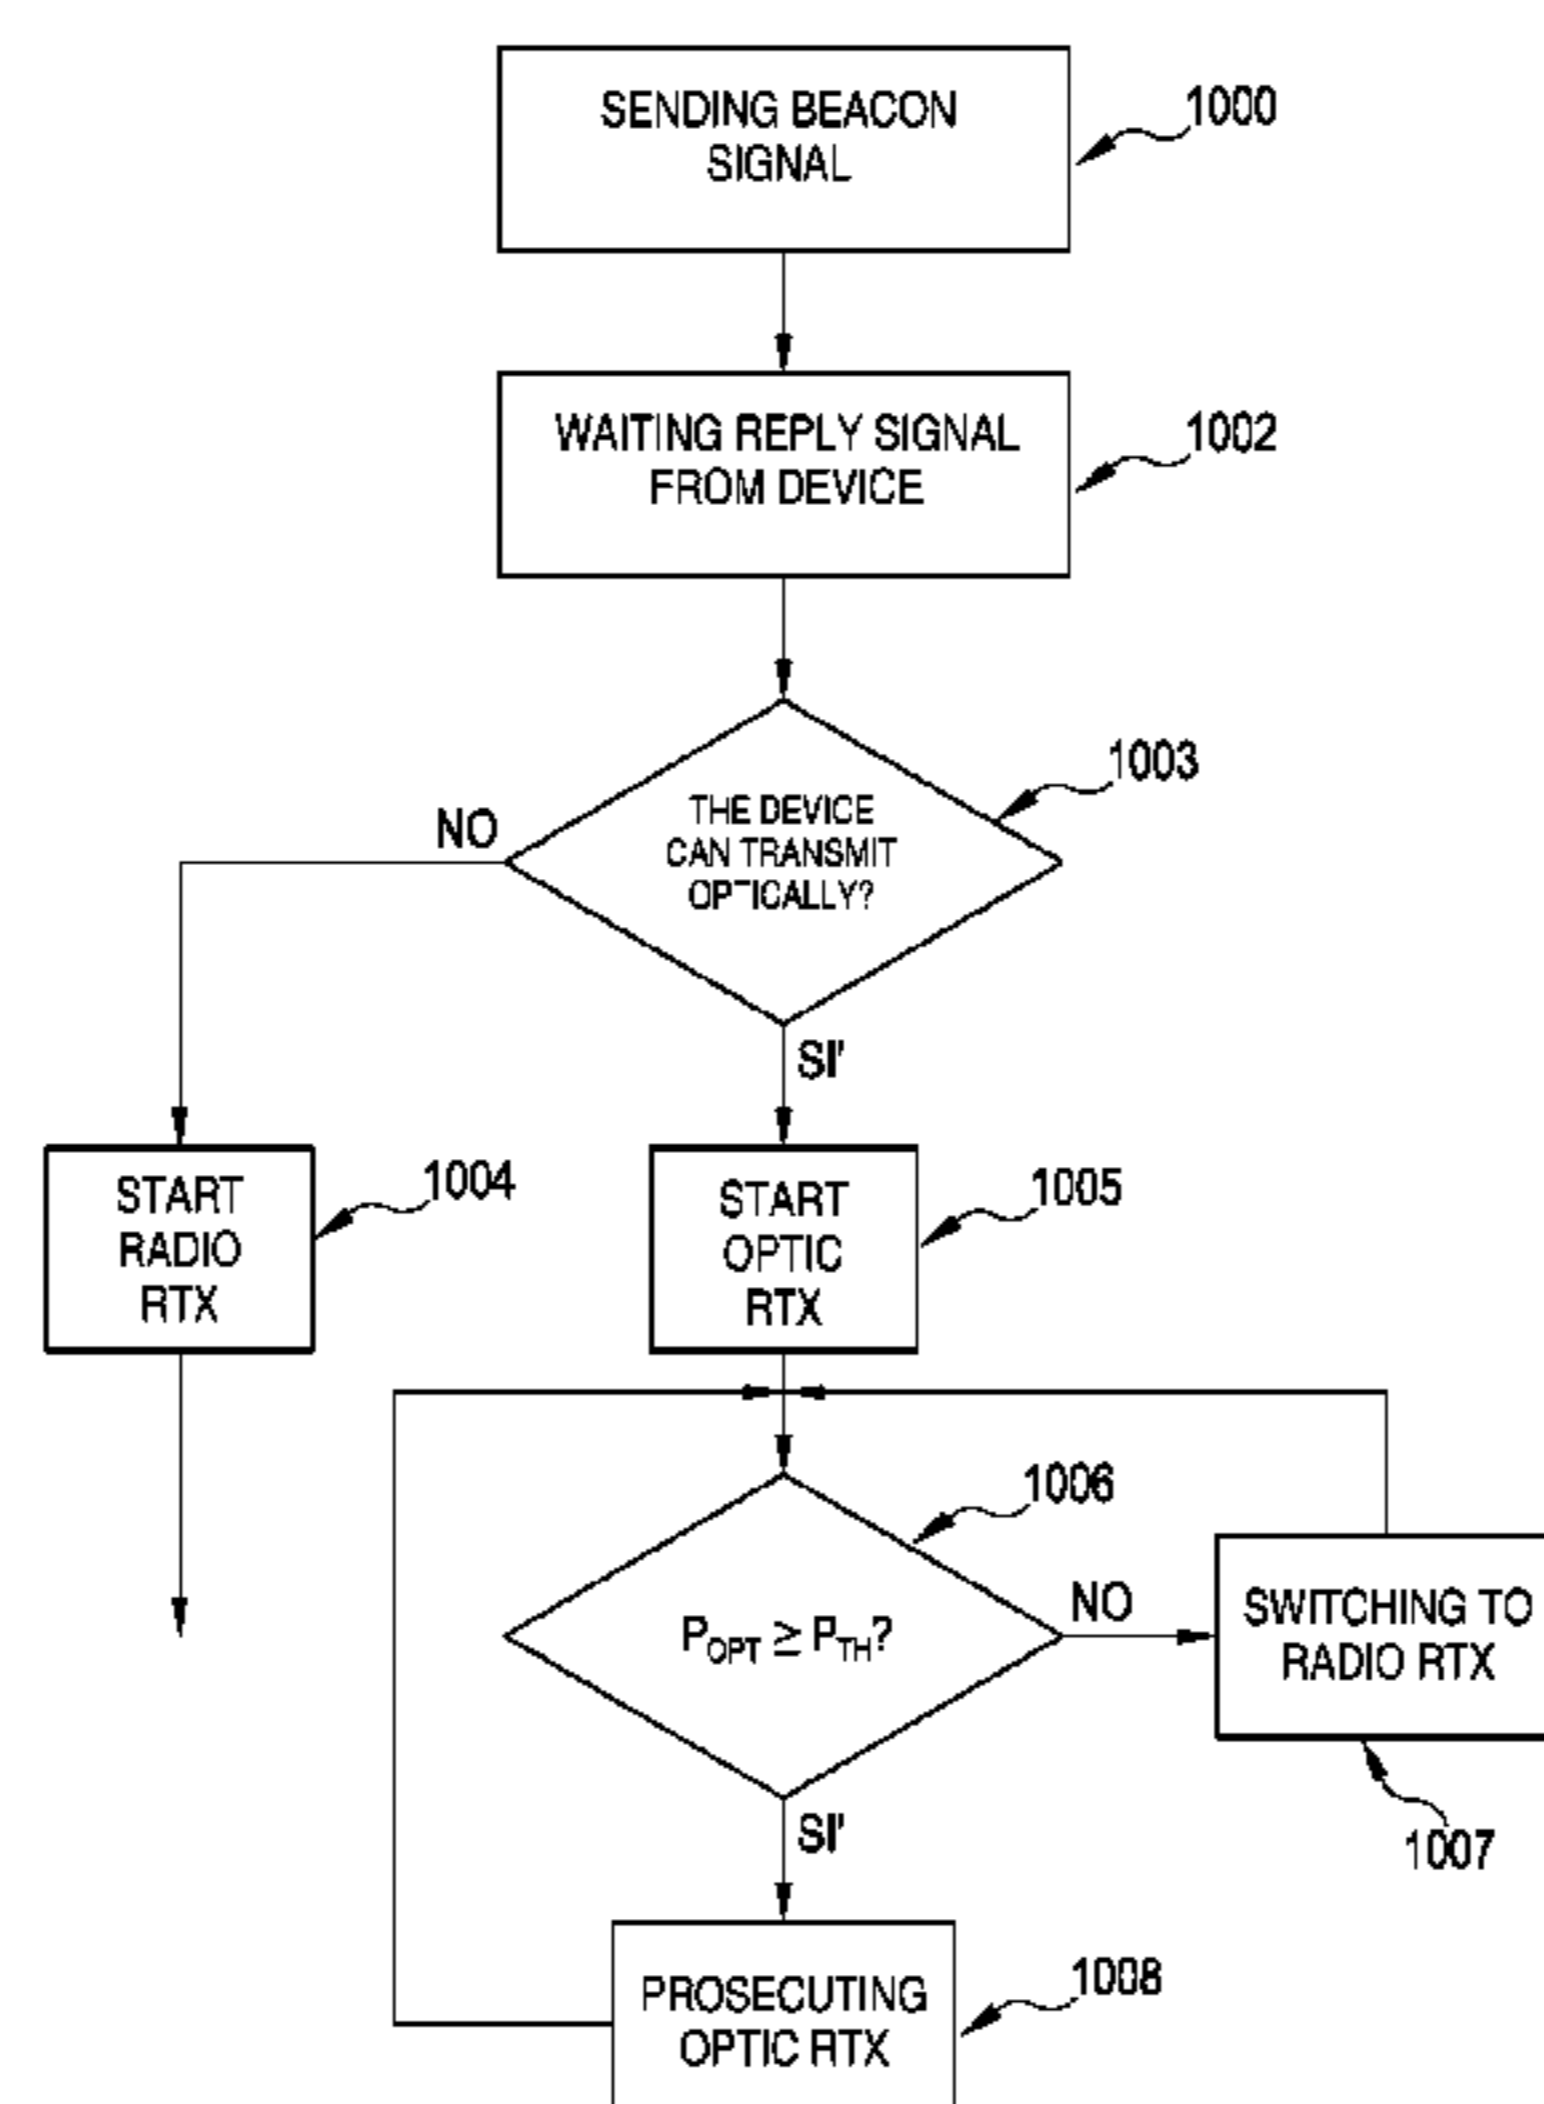 SENDING BEACON
SIGNAL
1000
WAITING REPLY SIGNAL
FROM DEVICE
1002
THE DEVICE
CAN TRANSMIT
OPTICALLY?
1003
NO
SI'
START
RADIO
RTX
1004
START
OPTIC
RTX
1005
P_OPT ≥ P_TH?
1006
NO
SWITCHING TO
RADIO RTX
1007
SI'
PROSECUTING
OPTIC RTX
1008